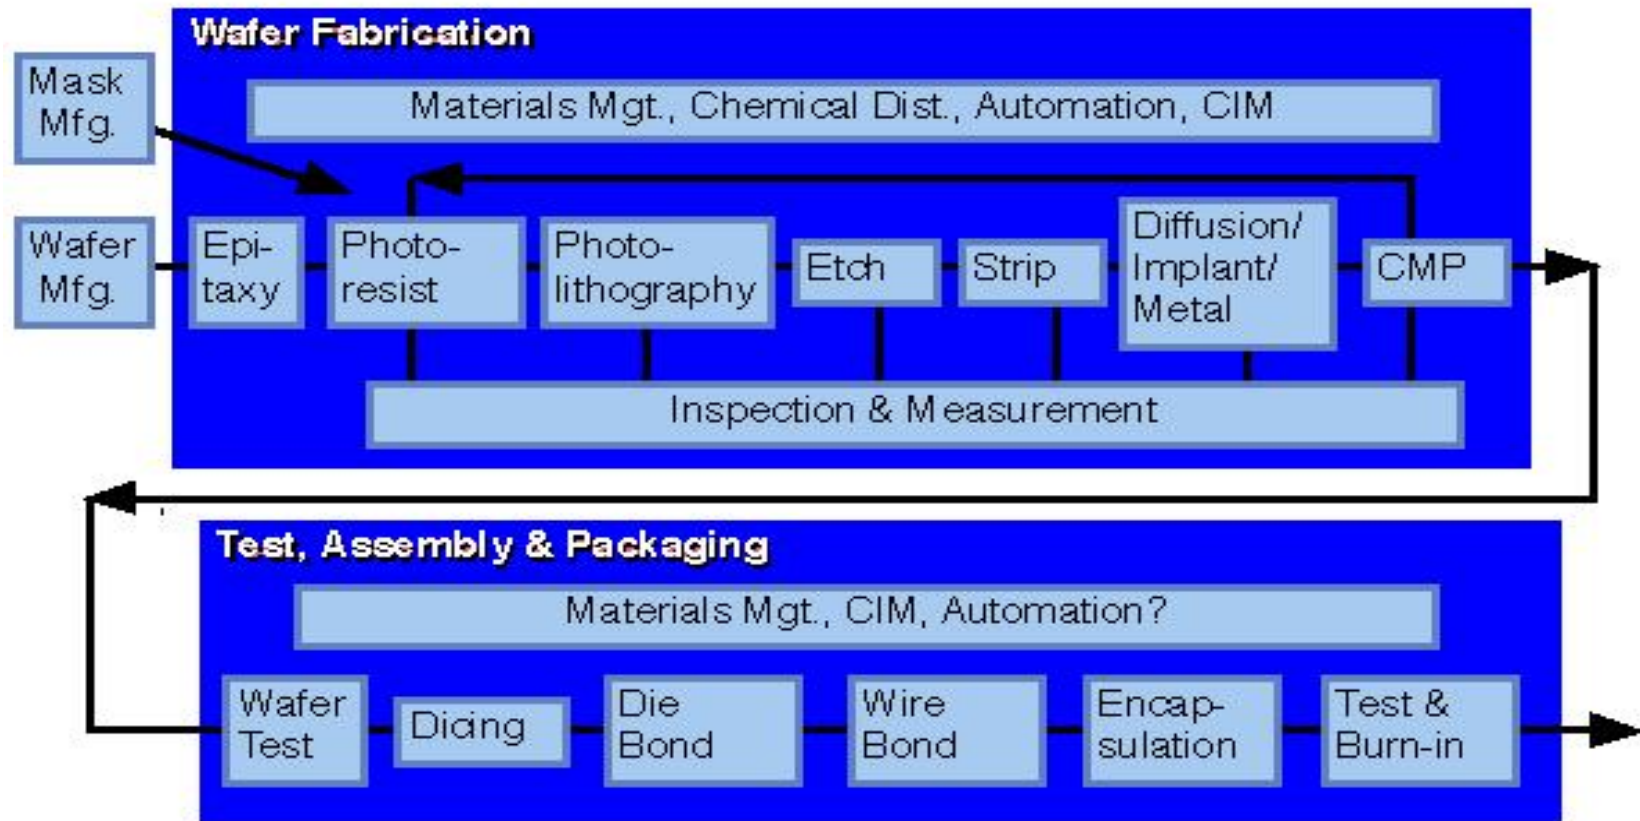 Wafer Fabrication
Mask
Mfg.
Materials Mgt., Chemical Dist., Automation, CIM
Wafer
Mfg.
Epi-
taxy
Photo-
resist
Photo-
lithography
Etch
Strip
Diffusion/
Implant/
Metal
CMP
Inspection & Measurement
Test, Assembly & Packaging
Materials Mgt., CIM, Automation?
Wafer
Test
Dicing
Die
Bond
Wire
Bond
Encap-
sulation
Test &
Burn-in